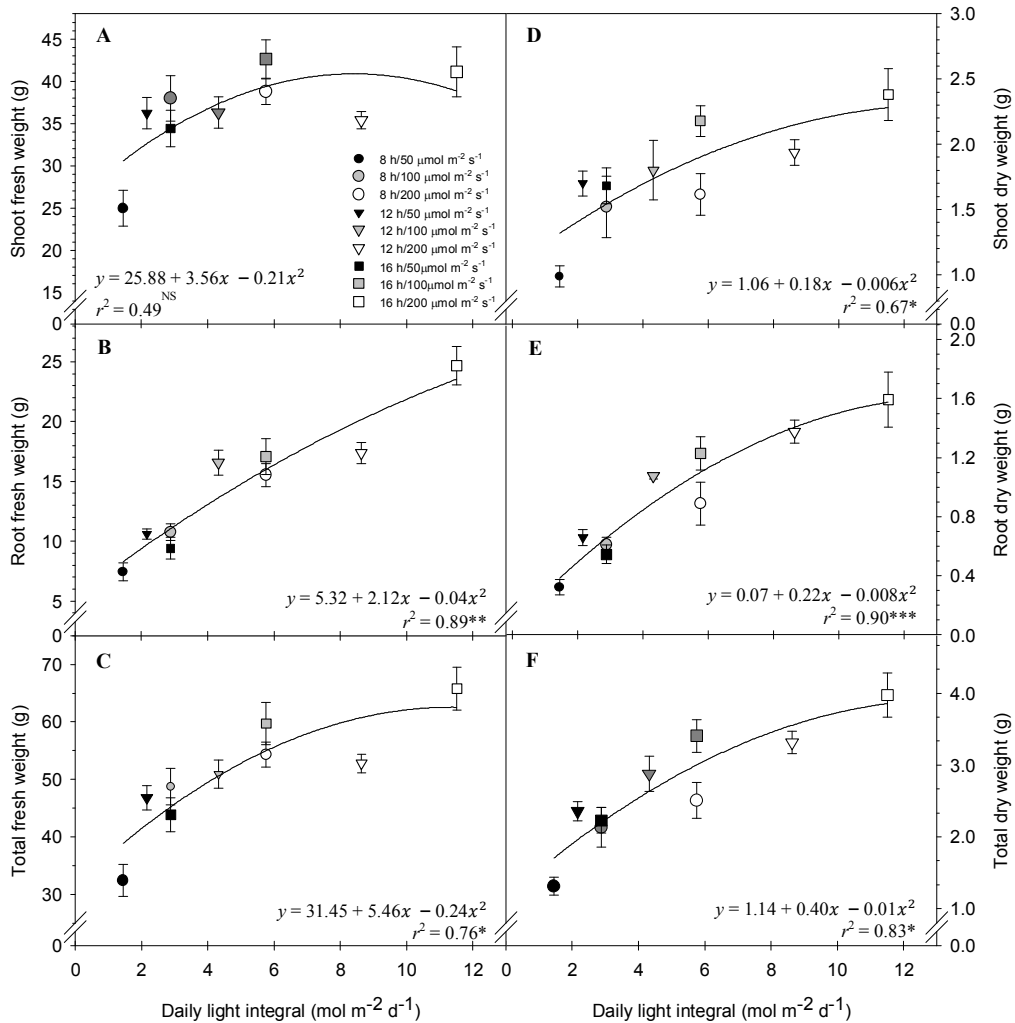 A
Shoot fresh weight (g)
45
40
35
30
25
20
15
0
8 h/50 μmol m⁻² s⁻¹
8 h/100 μmol m⁻² s⁻¹
8 h/200 μmol m⁻² s⁻¹
12 h/50 μmol m⁻² s⁻¹
12 h/100 μmol m⁻² s⁻¹
12 h/200 μmol m⁻² s⁻¹
16 h/50μmol m⁻² s⁻¹
16 h/100μmol m⁻² s⁻¹
16 h/200 μmol m⁻² s⁻¹
y = 25.88 + 3.56x − 0.21x²
r² = 0.49 NS
D
Shoot dry weight (g)
3.0
2.5
2.0
1.5
1.0
0.0
y = 1.06 + 0.18x − 0.006x²
r² = 0.67*
B
Root fresh weight (g)
25
20
15
10
5
0
y = 5.32 + 2.12x − 0.04x²
r² = 0.89**
E
Root dry weight (g)
2.0
1.6
1.2
0.8
0.4
0.0
y = 0.07 + 0.22x − 0.008x²
r² = 0.90***
C
Total fresh weight (g)
70
60
50
40
30
0
y = 31.45 + 5.46x − 0.24x²
r² = 0.76*
0 2 4 6 8 10 12
Daily light integral (mol m⁻² d⁻¹)
F
Total dry weight (g)
4.0
3.0
2.0
1.0
0.0
y = 1.14 + 0.40x − 0.01x²
r² = 0.83*
0 2 4 6 8 10 12
Daily light integral (mol m⁻² d⁻¹)